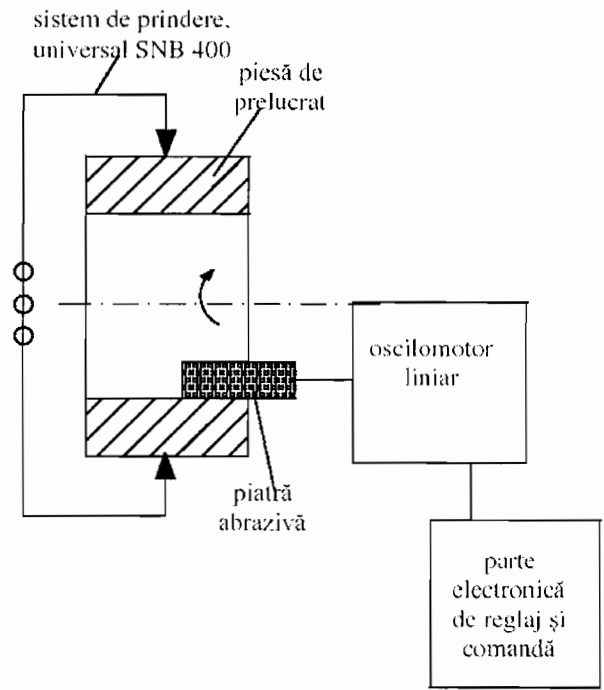 sistem de prindere,
universal SNB 400
piesă de
prelucrat
oscilomotor
liniar
piatră
abrazivă
parte
electronică
de reglaj și
comandă